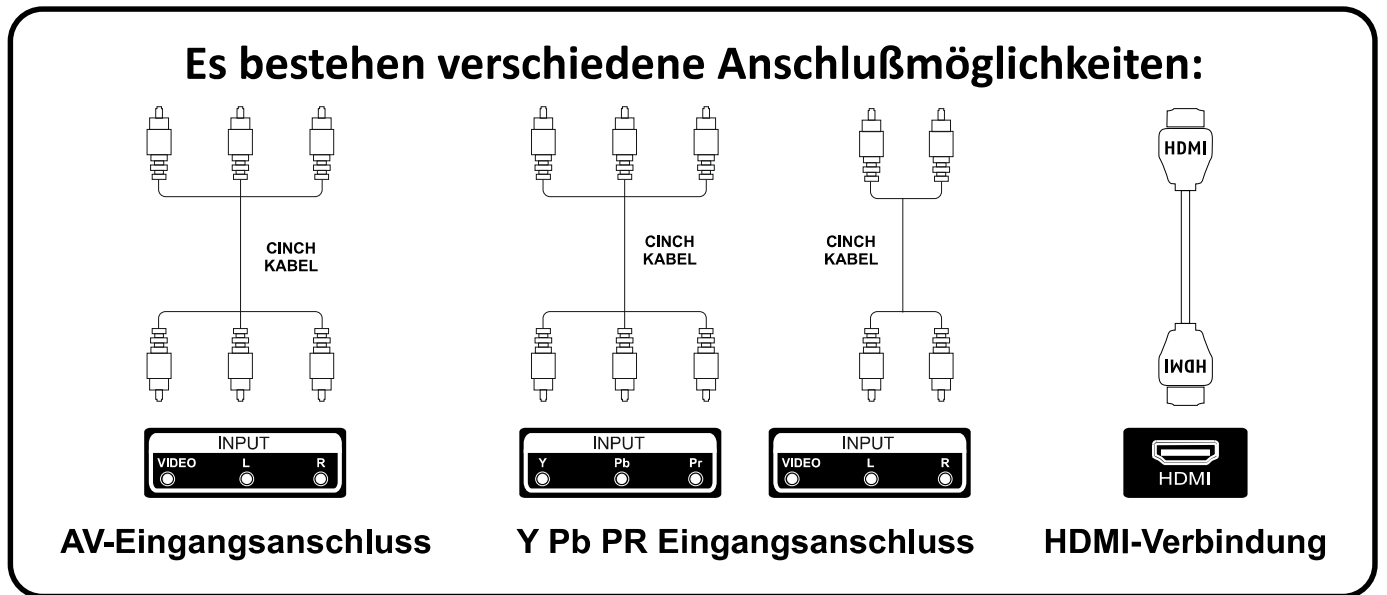 Es bestehen verschiedene Anschlußmöglichkeiten:
CINCH
KABEL
INPUT
VIDEO L R
AV-Eingangsanschluss
CINCH
KABEL
CINCH
KABEL
INPUT
Y Pb Pr
INPUT
VIDEO L R
Y Pb PR Eingangsanschluss
HDMI
HDMI
HDMI
HDMI-Verbindung